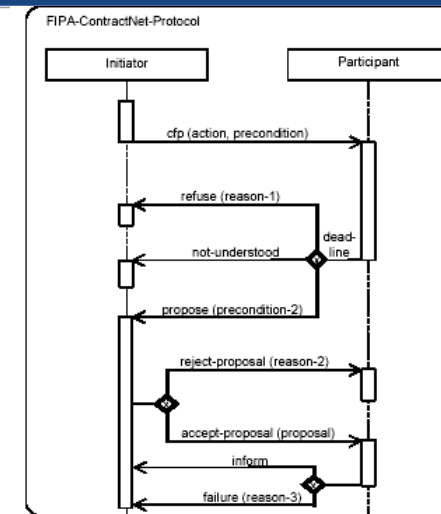 FIPA-ContractNet-Protocol
Initiator
Participant
cfp (action, precondition)
refuse (reason-1)
dead-
line
not-understood
propose (precondition-2)
reject-proposal (reason-2)
accept-proposal (proposal)
inform
failure (reason-3)